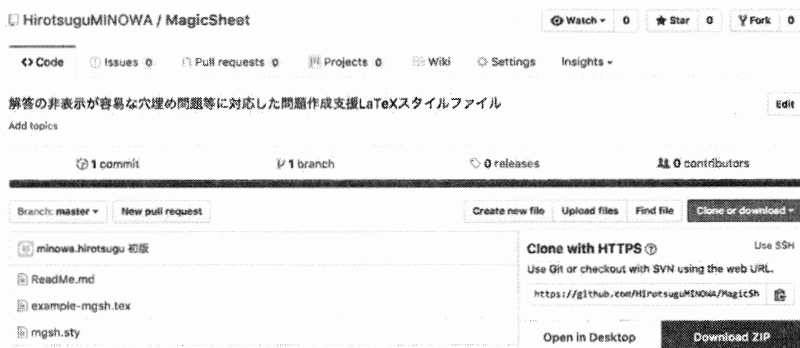 HirotsuguMINOWA / MagicSheet
Watch 0 Star 0 Fork 0
Code Issues 0 Pull requests 0 Projects 0 Wiki Settings Insights
解答の非表示が容易な穴埋め問題等に対応した問題作成支援LaTeXスタイルファイル
Edit
Add topics
1 commit 1 branch 0 releases 0 contributors
Branch: master New pull request Create new file Upload files Find file Clone or download
minowa.hirotsugu 初版
ReadMe.md
example-mgsh.tex
mgsh.sty
Clone with HTTPS Use SSH
Use Git or checkout with SVN using the web URL.
https://github.com/HirotsuguMINOWA/MagicSh
Open in Desktop Download ZIP